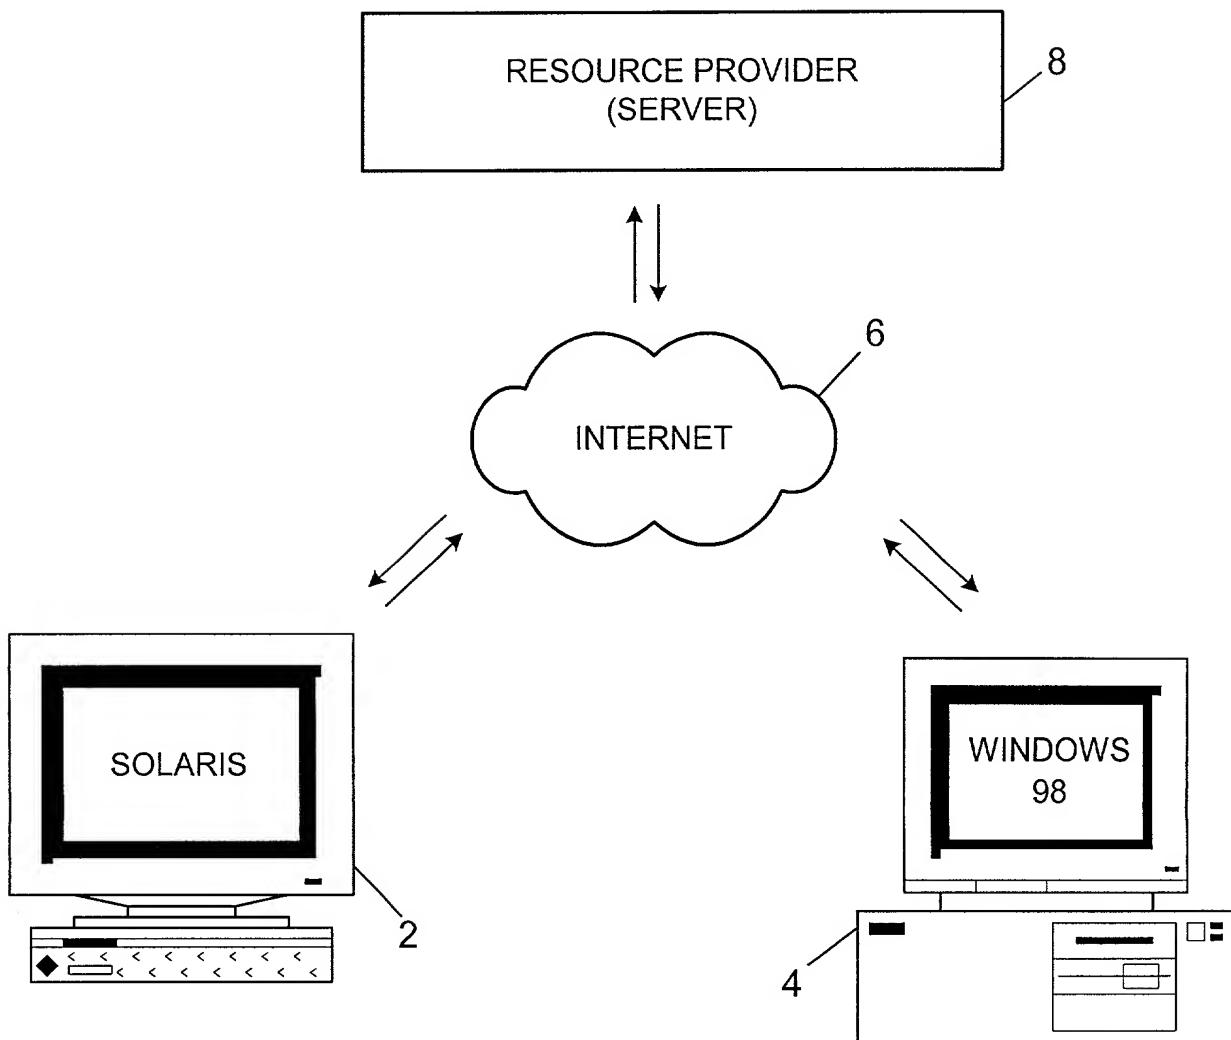 RESOURCE PROVIDER
(SERVER)
8
6
INTERNET
SOLARIS
WINDOWS
98
2
4